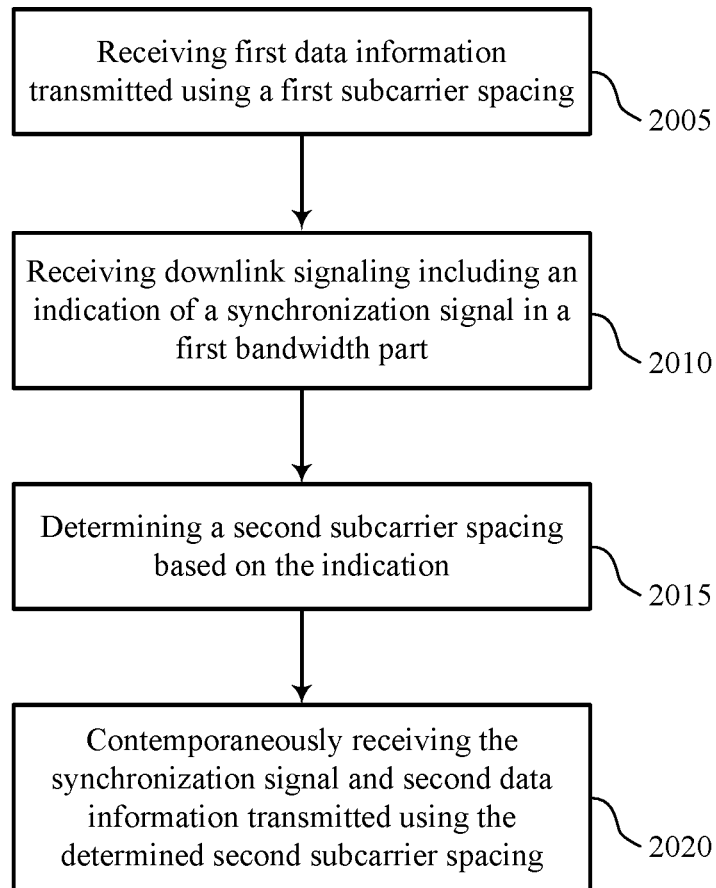 Receiving first data information
transmitted using a first subcarrier spacing
2005
Receiving downlink signaling including an
indication of a synchronization signal in a
first bandwidth part
2010
Determining a second subcarrier spacing
based on the indication
2015
Contemporaneously receiving the
synchronization signal and second data
information transmitted using the
determined second subcarrier spacing
2020